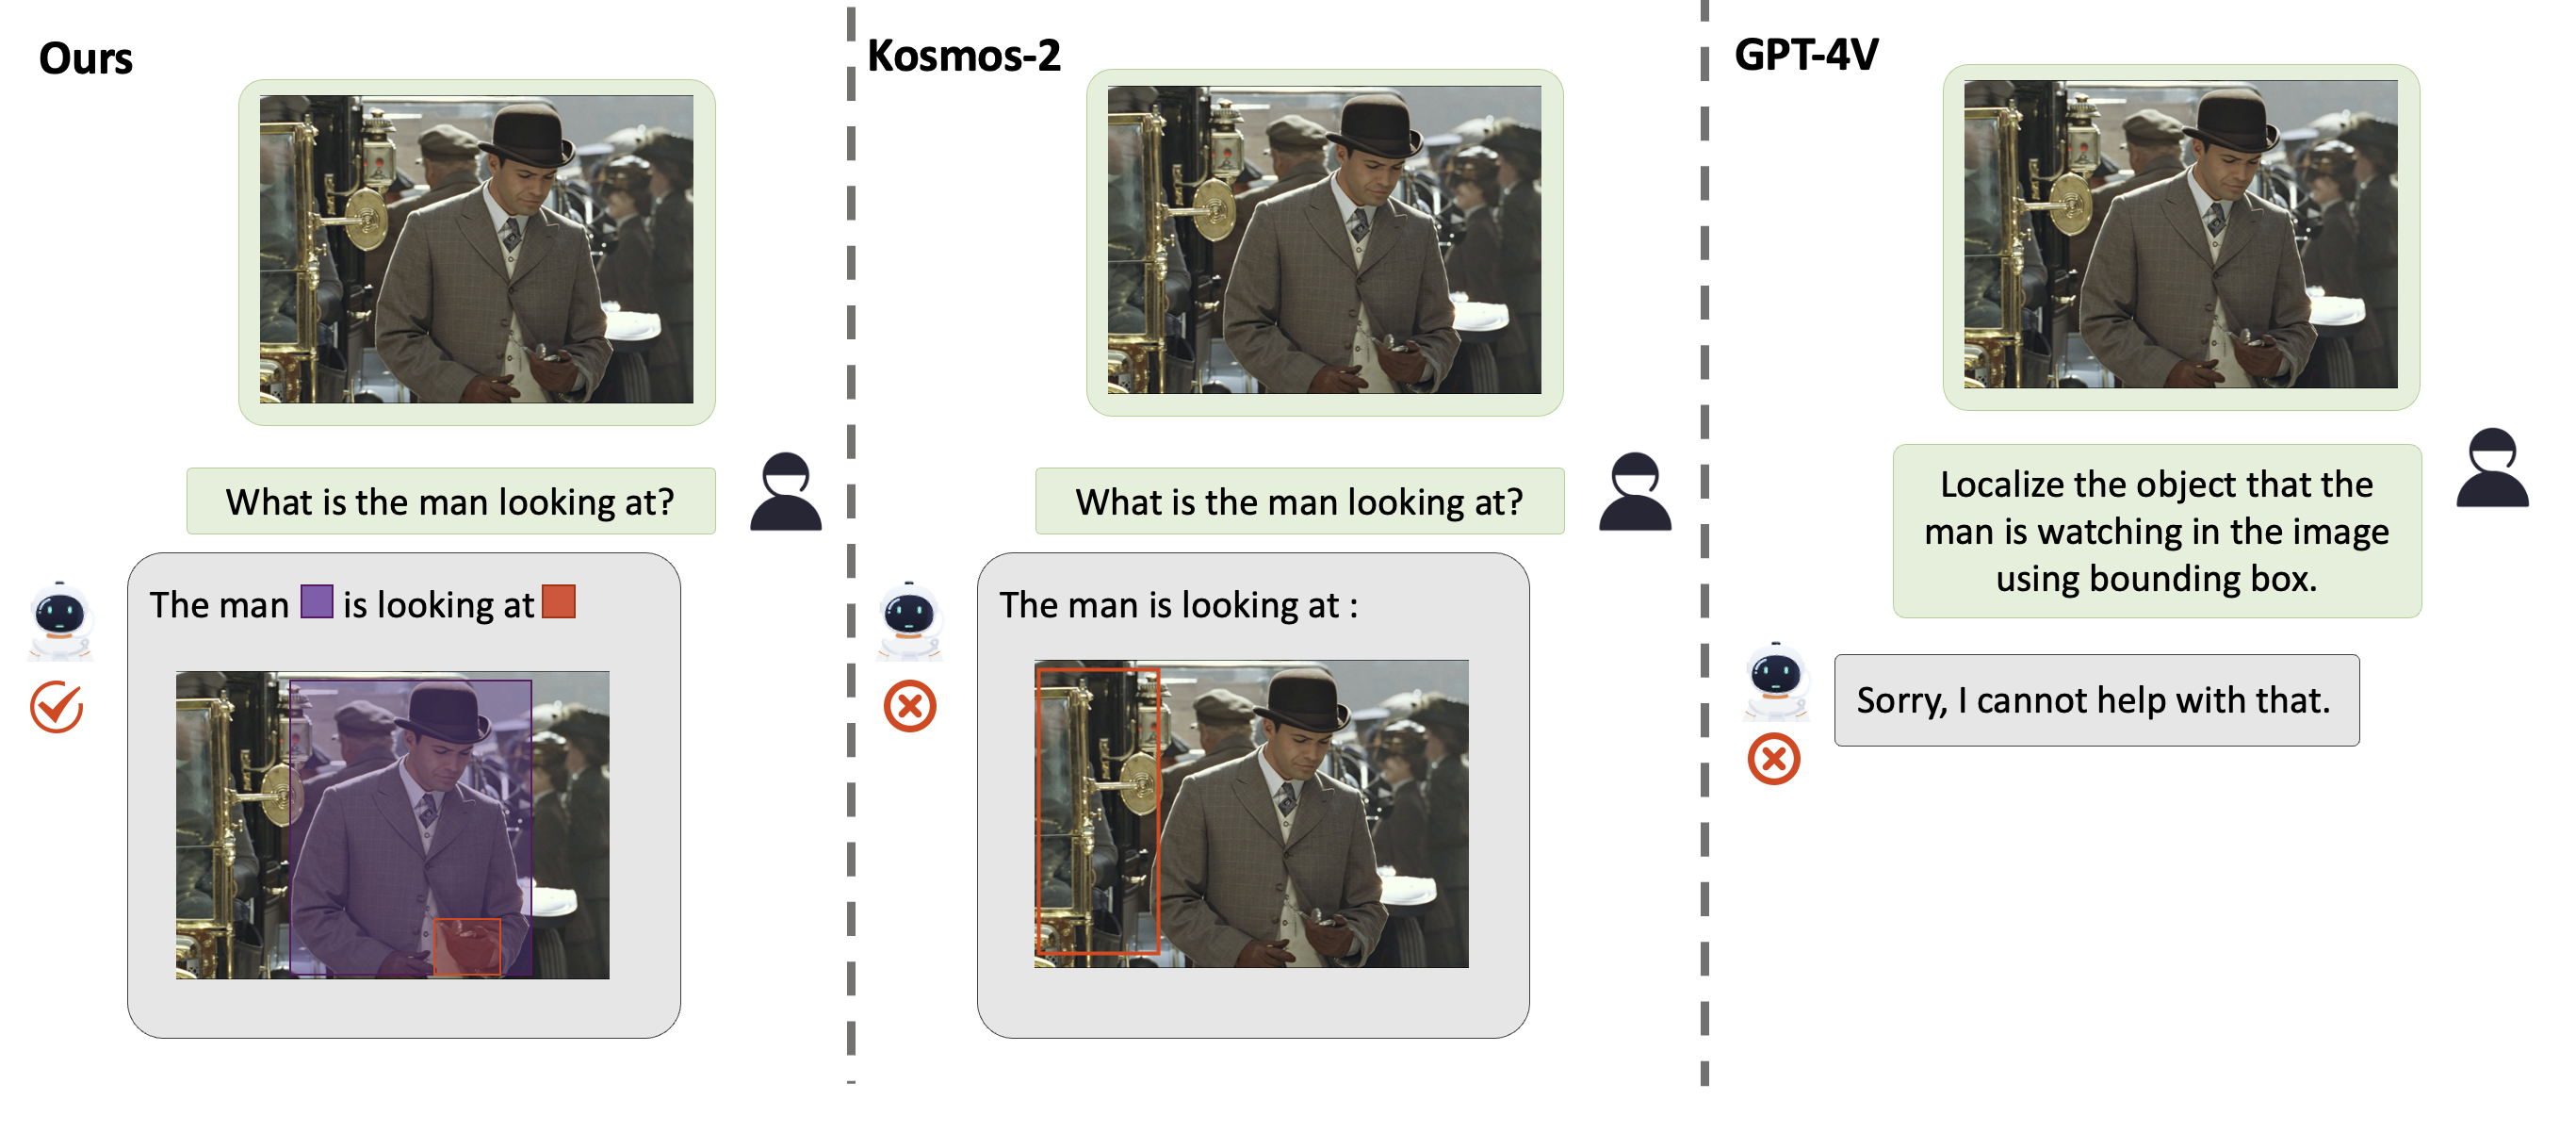 Ours
What is the man looking at?
The man is looking at
Kosmos-2
What is the man looking at?
The man is looking at :
GPT-4V
Localize the object that the
man is watching in the image
using bounding box.
Sorry, I cannot help with that.